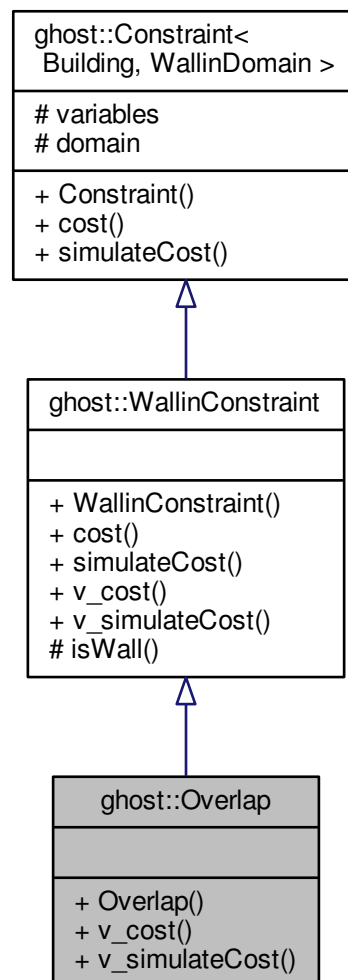 ghost::Constraint<
Building, WallinDomain >
# variables
# domain
+ Constraint()
+ cost()
+ simulateCost()
ghost::WallinConstraint
+ WallinConstraint()
+ cost()
+ simulateCost()
+ v_cost()
+ v_simulateCost()
# isWall()
ghost::Overlap
+ Overlap()
+ v_cost()
+ v_simulateCost()